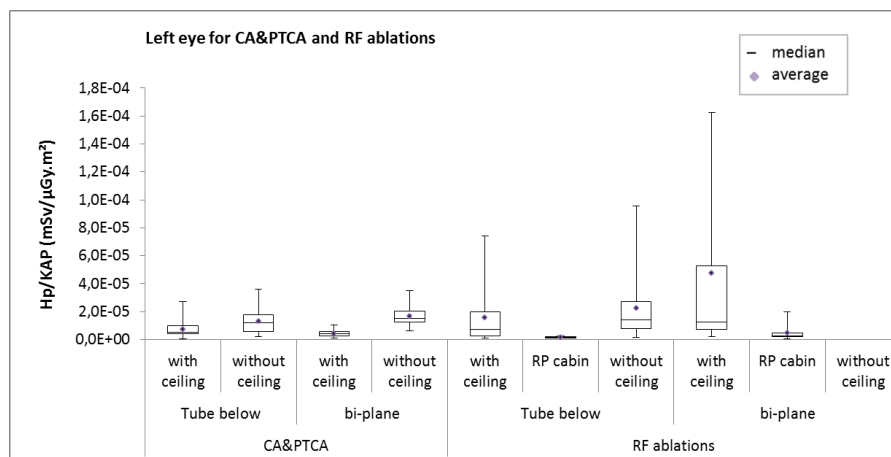 Left eye for CA&PTCA and RF ablations
— median
average
Hp/KAP (mSv/µGy.m²)
1,8E-04
1,6E-04
1,4E-04
1,2E-04
1,0E-04
8,0E-05
6,0E-05
4,0E-05
2,0E-05
0,0E+00
with ceiling
without ceiling
with ceiling
without ceiling
with ceiling
RP cabin
without ceiling
with ceiling
RP cabin
without ceiling
Tube below
bi-plane
Tube below
bi-plane
CA&PTCA
RF ablations